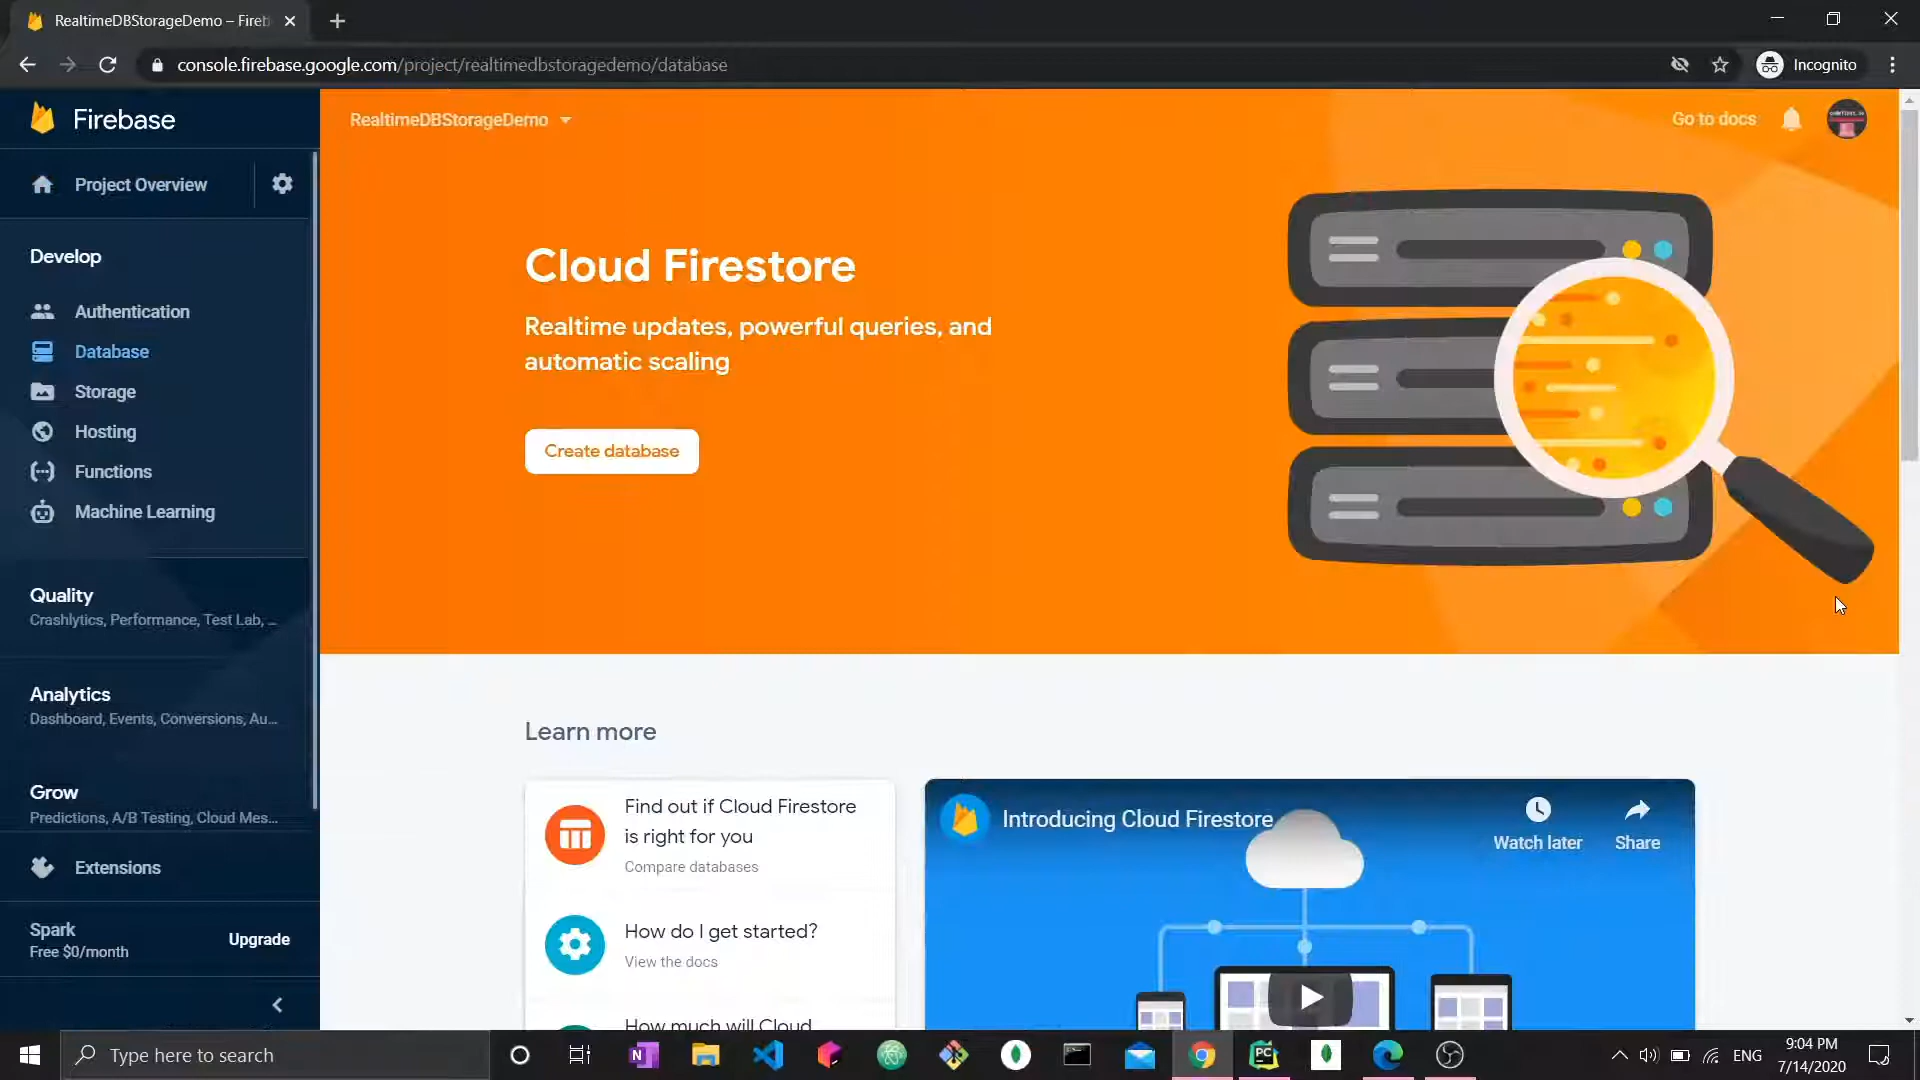 RealtimeDBStorageDemo – Fireb
console.firebase.google.com/project/realtimedbstoragedemo/database
Incognito
Firebase
RealtimeDBStorageDemo
Go to docs
Project Overview
Develop
Authentication
Database
Storage
Hosting
Functions
Machine Learning
Quality
Crashlytics, Performance, Test Lab, ...
Analytics
Dashboard, Events, Conversions, Au...
Grow
Predictions, A/B Testing, Cloud Mes...
Extensions
Spark
Free $0/month
Upgrade
Cloud Firestore
Realtime updates, powerful queries, and
automatic scaling
Create database
Learn more
Find out if Cloud Firestore
is right for you
Compare databases
How do I get started?
View the docs
How much will Cloud
Introducing Cloud Firestore
Watch later
Share
Type here to search
N
PC
ENG
9:04 PM
7/14/2020